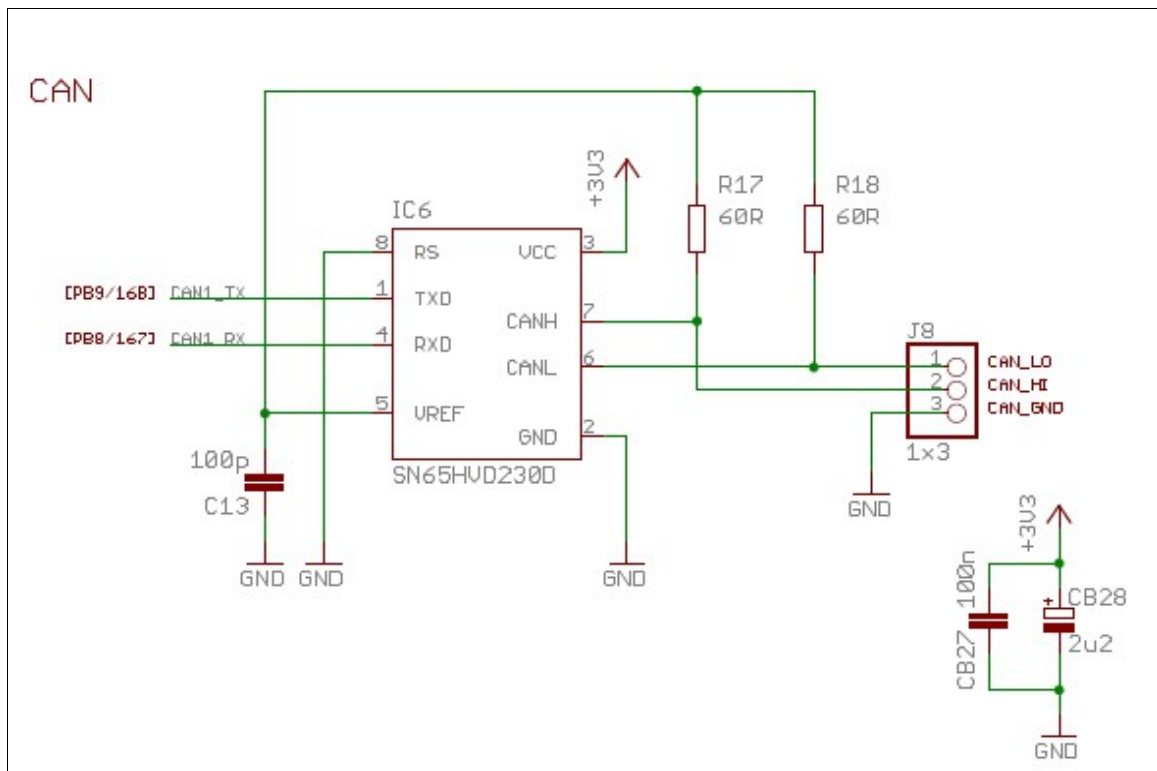 CAN
+3V3
R17
60R
R18
60R
IC6
8 RS
VCC 3
[PB9/16B] CAN1_TX 1 TXD
CANH 7
[PB8/167] CAN1_RX 4 RXD
CANL 6
5 VREF
GND 2
SN65HVD230D
J8
1 CAN_LO
2 CAN_HI
3 CAN_GND
1x3
100p
C13
GND
GND
GND
GND
+3V3
100n
CB27
+
CB28
2u2
GND